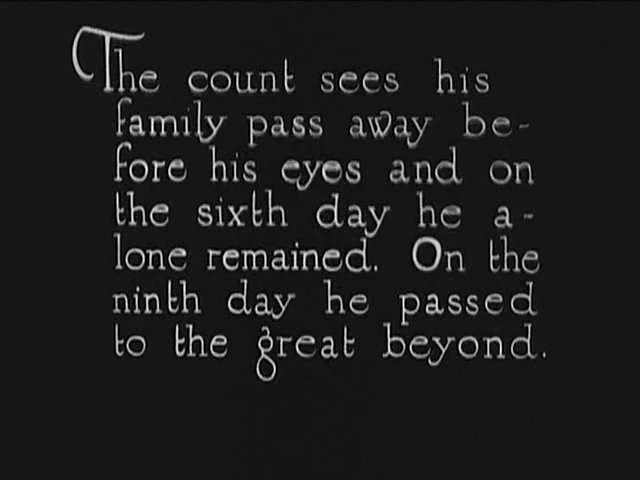 The count sees his
family pass away be-
fore his eyes and on
the sixth day he a-
lone remained. On the
ninth day he passed
to the great beyond.